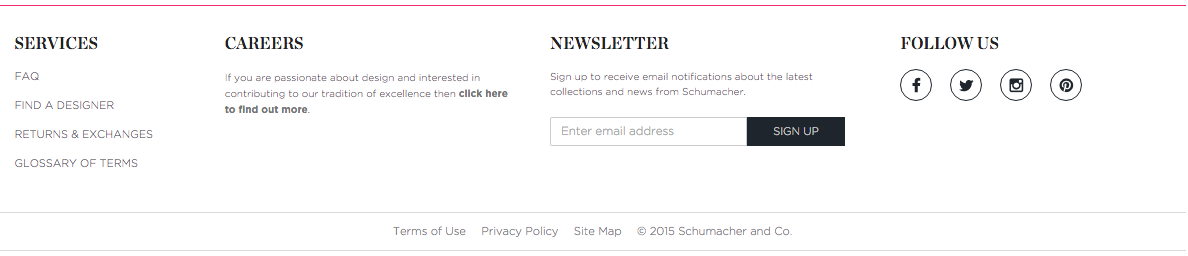 SERVICES
FAQ
FIND A DESIGNER
RETURNS & EXCHANGES
GLOSSARY OF TERMS
CAREERS
If you are passionate about design and interested in
contributing to our tradition of excellence then click here
to find out more.
NEWSLETTER
Sign up to receive email notifications about the latest
collections and news from Schumacher.
Enter email address
SIGN UP
FOLLOW US
Terms of Use Privacy Policy Site Map © 2015 Schumacher and Co.